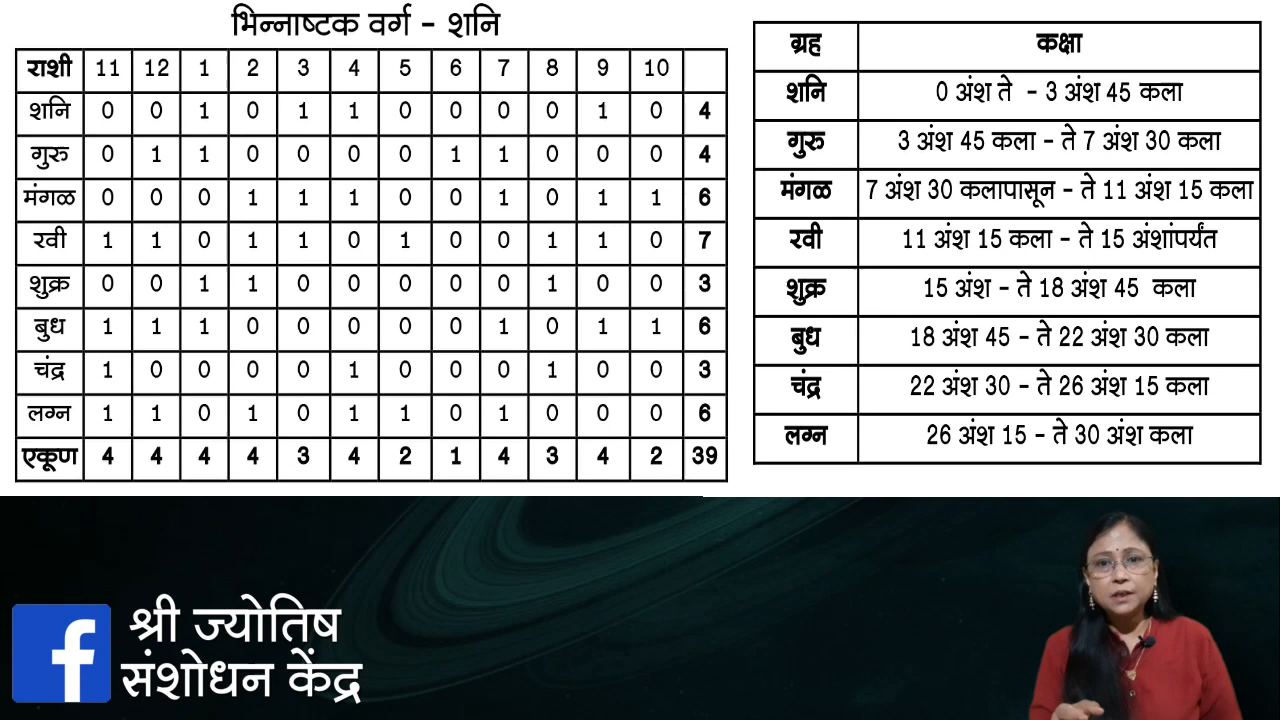 भिन्नाष्टक वर्ग - शनि
राशी 11 12 1 2 3 4 5 6 7 8 9 10
शनि 0 0 1 0 1 1 0 0 0 0 1 0 4
गुरु 0 1 1 0 0 0 0 1 1 0 0 0 4
मंगळ 0 0 0 1 1 1 0 0 1 0 1 1 6
रवी 1 1 0 1 1 0 1 0 0 1 1 0 7
शुक्र 0 0 1 1 0 0 0 0 0 1 0 0 3
बुध 1 1 1 0 0 0 0 0 1 0 1 1 6
चंद्र 1 0 0 0 0 1 0 0 0 1 0 0 3
लग्न 1 1 0 1 0 1 1 0 1 0 0 0 6
एकूण 4 4 4 4 3 4 2 1 4 3 4 2 39
ग्रह कक्षा
शनि 0 अंश ते - 3 अंश 45 कला
गुरु 3 अंश 45 कला - ते 7 अंश 30 कला
मंगळ 7 अंश 30 कलापासून - ते 11 अंश 15 कला
रवी 11 अंश 15 कला - ते 15 अंशांपर्यंत
शुक्र 15 अंश - ते 18 अंश 45 कला
बुध 18 अंश 45 - ते 22 अंश 30 कला
चंद्र 22 अंश 30 - ते 26 अंश 15 कला
लग्न 26 अंश 15 - ते 30 अंश कला
f
श्री ज्योतिष
संशोधन केंद्र